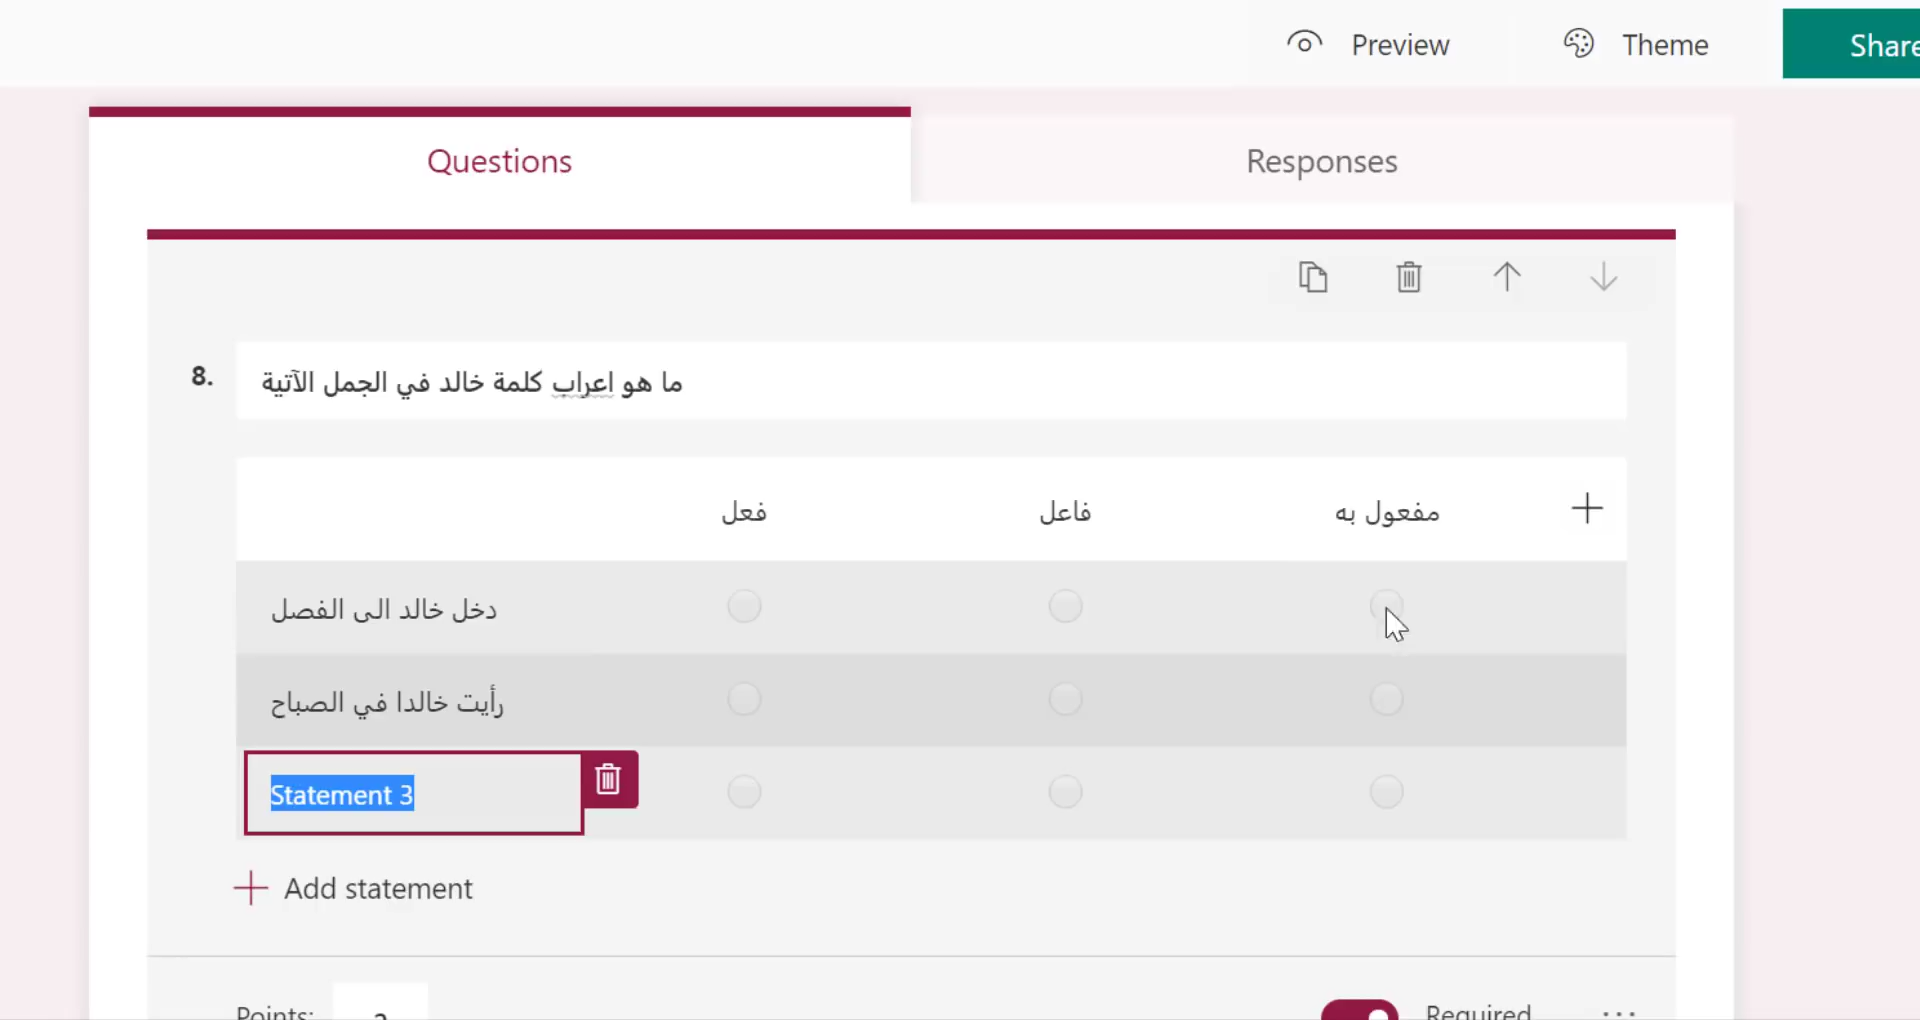 Preview
Theme
Share
Questions
Responses
8.
ما هو اعراب كلمة خالد في الجمل الآتية
فعل
فاعل
مفعول به
دخل خالد الى الفصل
رأيت خالدا في الصباح
Statement 3
Add statement
Points:
Required